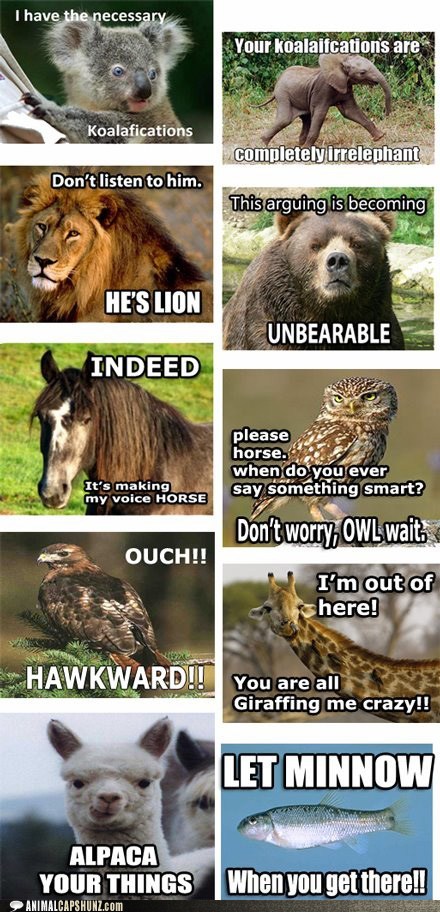 I have the necessary
Koalafications
Your koalaifcations are
completely irrelephant
Don't listen to him.
HE'S LION
This arguing is becoming
UNBEARABLE
INDEED
It's making
my voice HORSE
please
horse.
when do you ever
say something smart?
Don't worry, OWL wait.
OUCH!!
HAWKWARD!!
I'm out of
here!
You are all
Giraffing me crazy!!
ALPACA
YOUR THINGS
LET MINNOW
When you get there!!
ANIMALCAPSHUNZ.com